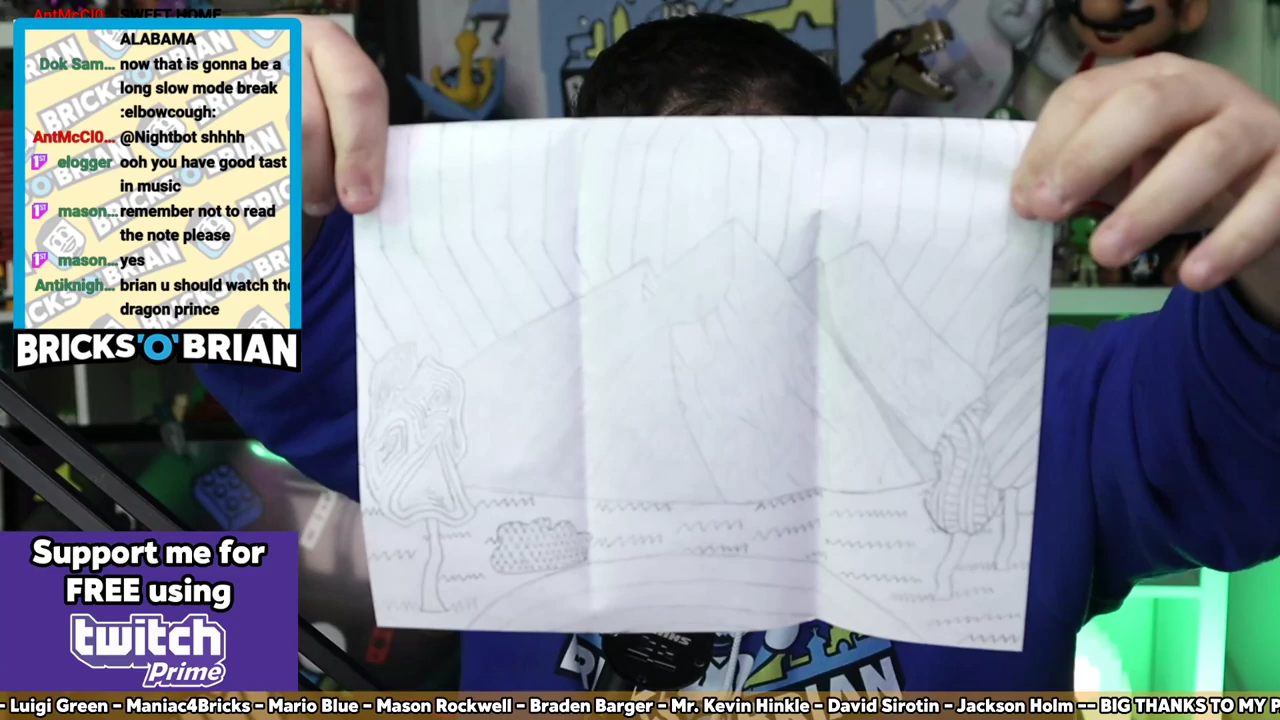 AntMcCl0... SWEET HOME
ALABAMA
Dok Sam... now that is gonna be a
long slow mode break
:elbowcough:
AntMcCl0... @Nightbot shhhh
elogger ooh you have good tast
in music
mason... remember not to read
the note please
mason... yes
Antiknigh... brian u should watch the
dragon prince
BRICKS 'O' BRIAN
Support me for
FREE using
twitch
Prime
- Luigi Green - Maniac4Bricks - Mario Blue - Mason Rockwell - Braden Barger - Mr. Kevin Hinkle - David Sirotin - Jackson Holm -- BIG THANKS TO MY